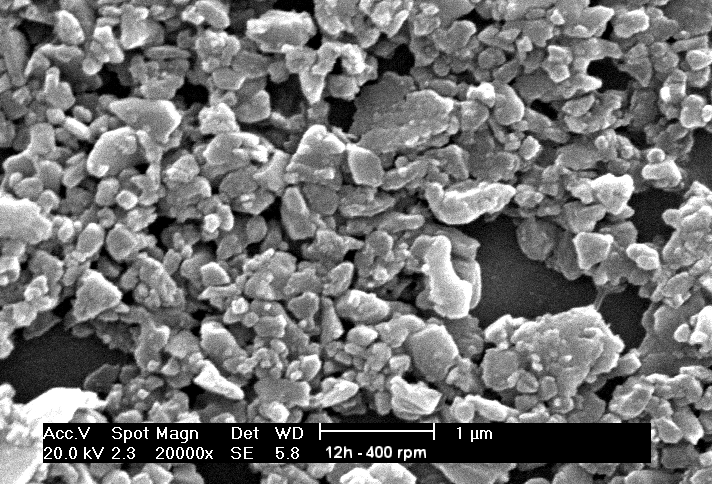 Acc.V Spot Magn Det WD 1 µm
20.0 kV 2.3 20000x SE 5.8 12h - 400 rpm